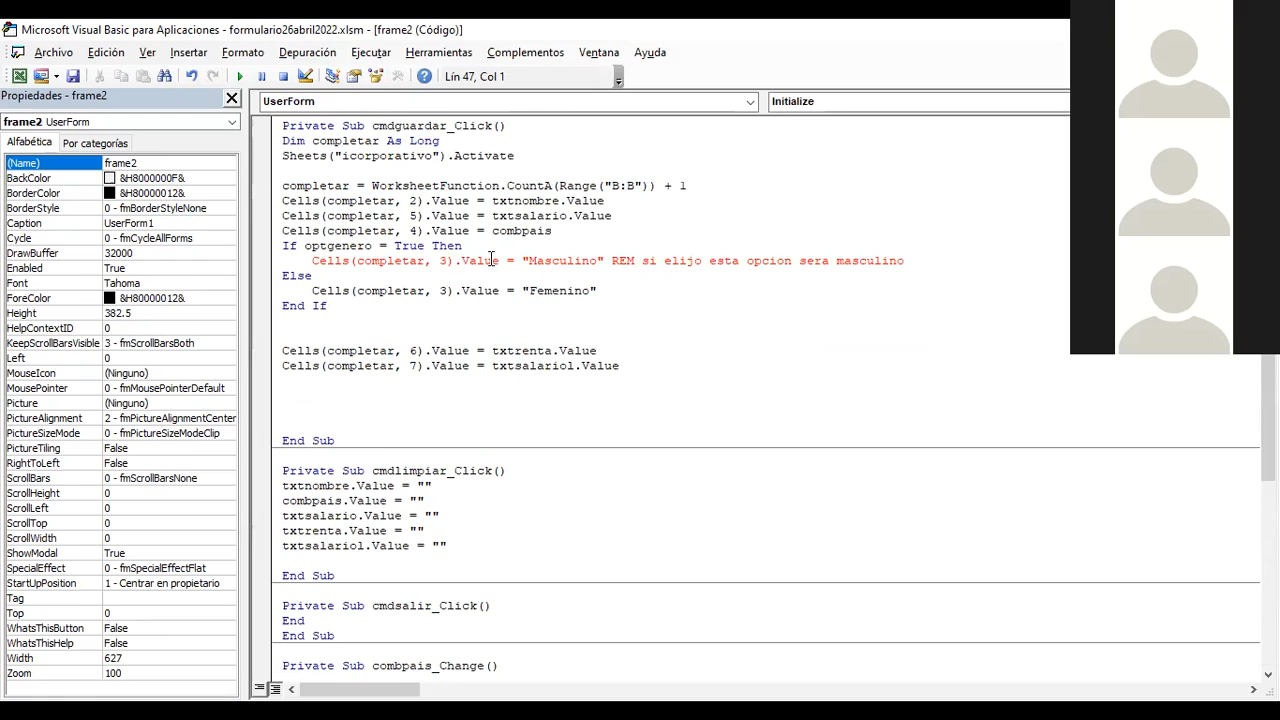 Microsoft Visual Basic para Aplicaciones - formulario26abril2022.xlsm - [frame2 (Código)]
Archivo Edición Ver Insertar Formato Depuración Ejecutar Herramientas Complementos Ventana Ayuda
Lín 47, Col 1
Propiedades - frame2
frame2 UserForm
Alfabética Por categorías
(Name) frame2
BackColor &H8000000F&
BorderColor &H80000012&
BorderStyle 0 - fmBorderStyleNone
Caption UserForm1
Cycle 0 - fmCycleAllForms
DrawBuffer 32000
Enabled True
Font Tahoma
ForeColor &H80000012&
Height 382.5
HelpContextID 0
KeepScrollBarsVisible 3 - fmScrollBarsBoth
Left 0
MouseIcon (Ninguno)
MousePointer 0 - fmMousePointerDefault
Picture (Ninguno)
PictureAlignment 2 - fmPictureAlignmentCenter
PictureSizeMode 0 - fmPictureSizeModeClip
PictureTiling False
RightToLeft False
ScrollBars 0 - fmScrollBarsNone
ScrollHeight 0
ScrollLeft 0
ScrollTop 0
ScrollWidth 0
ShowModal True
SpecialEffect 0 - fmSpecialEffectFlat
StartUpPosition 1 - Centrar en propietario
Tag
Top 0
WhatsThisButton False
WhatsThisHelp False
Width 627
Zoom 100
UserForm Initialize
Private Sub cmdguardar_Click()
Dim completar As Long
Sheets("icorporativo").Activate
completar = WorksheetFunction.CountA(Range("B:B")) + 1
Cells(completar, 2).Value = txtnombre.Value
Cells(completar, 5).Value = txtsalario.Value
Cells(completar, 4).Value = combpais
If optgenero = True Then
Cells(completar, 3).Value = "Masculino" REM si elijo esta opcion sera masculino
Else
Cells(completar, 3).Value = "Femenino"
End If
Cells(completar, 6).Value = txtrenta.Value
Cells(completar, 7).Value = txtsalariol.Value
End Sub
Private Sub cmdlimpiar_Click()
txtnombre.Value = ""
combpais.Value = ""
txtsalario.Value = ""
txtrenta.Value = ""
txtsalariol.Value = ""
End Sub
Private Sub cmdsalir_Click()
End
End Sub
Private Sub combpais_Change()